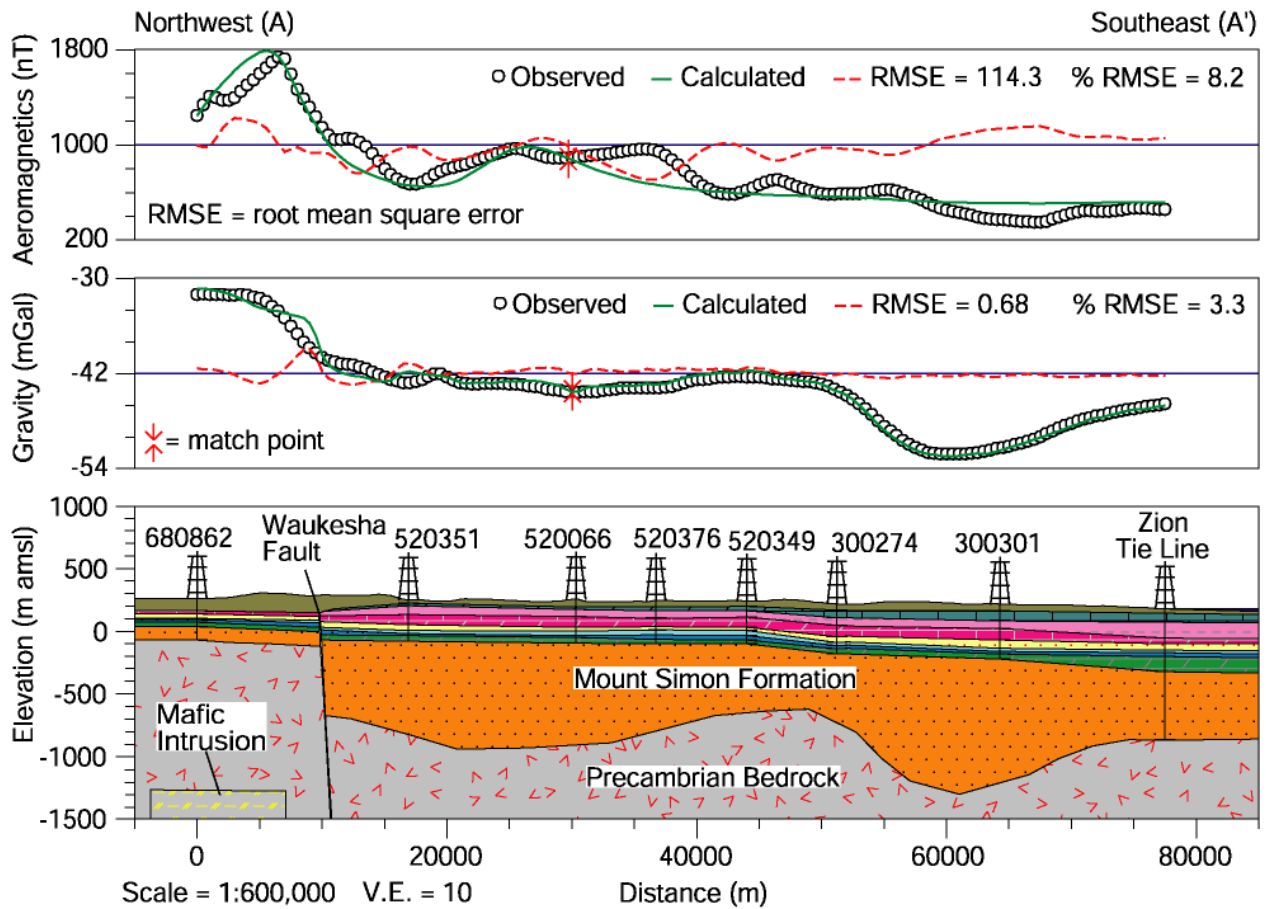 Northwest (A) Southeast (A')
Aeromagnetics (nT)
1800
1000
200
Observed Calculated RMSE = 114.3 % RMSE = 8.2
RMSE = root mean square error
Gravity (mGal)
-30
-42
-54
Observed Calculated RMSE = 0.68 % RMSE = 3.3
= match point
Elevation (m amsl)
1000
500
0
-500
-1000
-1500
680862
Waukesha
Fault
520351
520066
520376
520349
300274
300301
Zion
Tie Line
Mount Simon Formation
Mafic
Intrusion
Precambrian Bedrock
0 20000 40000 60000 80000
Scale = 1:600,000 V.E. = 10 Distance (m)